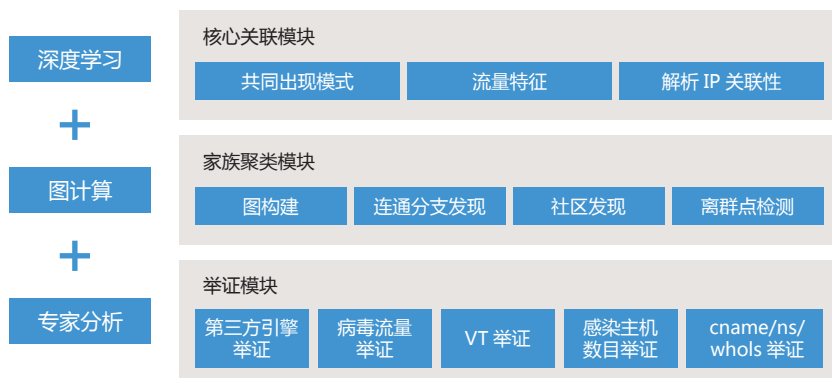 深度学习
+
图计算
+
专家分析
核心关联模块
共同出现模式
流量特征
解析 IP 关联性
家族聚类模块
图构建
连通分支发现
社区发现
离群点检测
举证模块
第三方引擎
举证
病毒流量
举证
VT 举证
感染主机
数目举证
cname/ns/
whols 举证